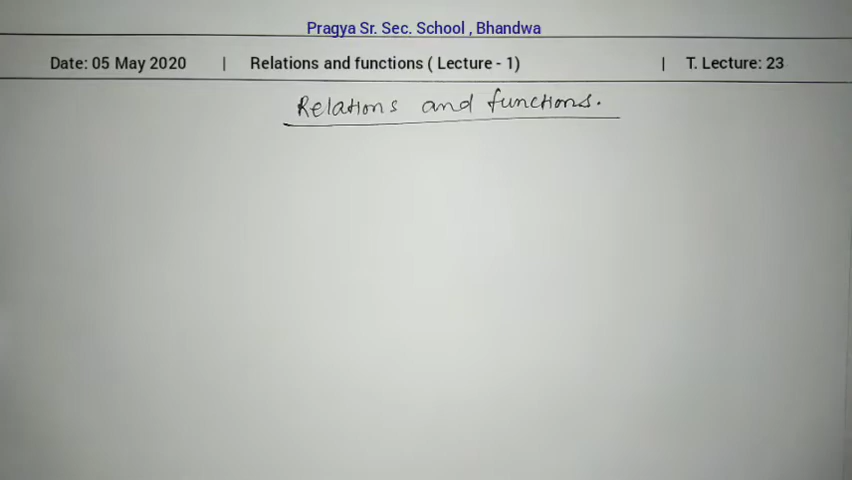 Pragya Sr. Sec. School , Bhandwa
Date: 05 May 2020 | Relations and functions ( Lecture - 1) | T. Lecture: 23
Relations and functions.